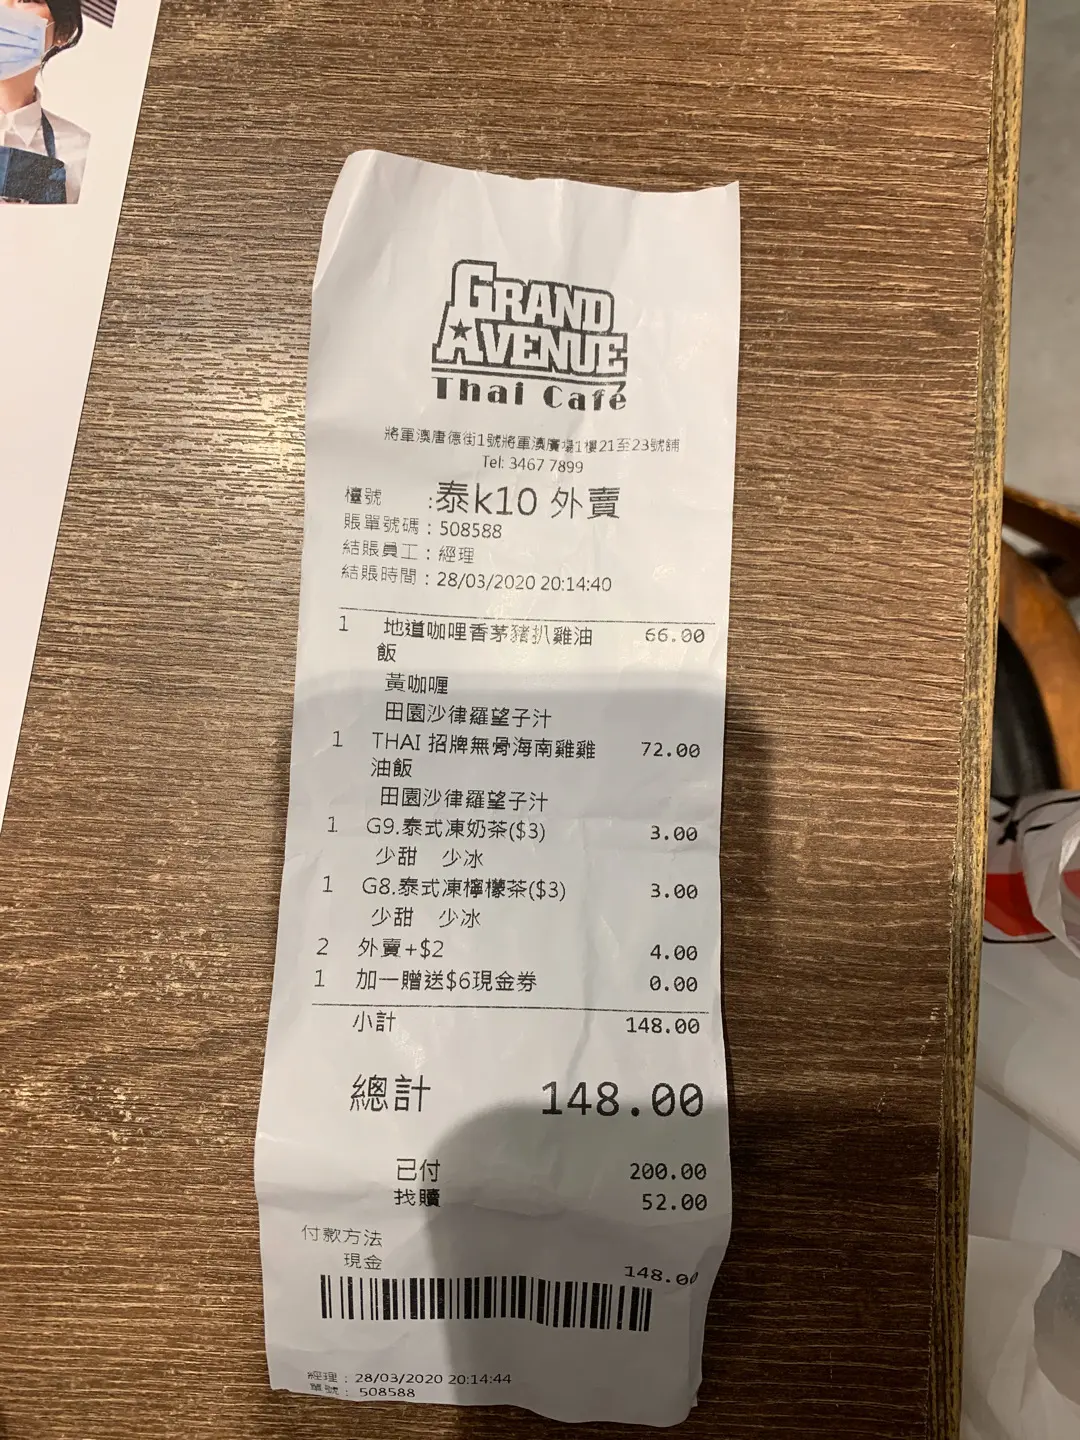 GRAND
AVENUE
Thai Café
將軍澳唐德街1號將軍澳廣場1樓21至23號舖
Tel: 3467 7899
檯號 :泰k10 外賣
賬單號碼 : 508588
結賬員工 : 經理
結賬時間 : 28/03/2020 20:14:40
1 地道咖哩香茅豬扒雞油 66.00
飯
黃咖喱
田園沙律羅望子汁
1 THAI 招牌無骨海南雞雞 72.00
油飯
田園沙律羅望子汁
1 G9.泰式凍奶茶($3) 3.00
少甜 少冰
1 G8.泰式凍檸檬茶($3) 3.00
少甜 少冰
2 外賣+$2 4.00
1 加一贈送$6現金券 0.00
小計 148.00
總計 148.00
已付 200.00
找贖 52.00
付款方法
現金 148.00
經理 : 28/03/2020 20:14:44
單號 : 508588